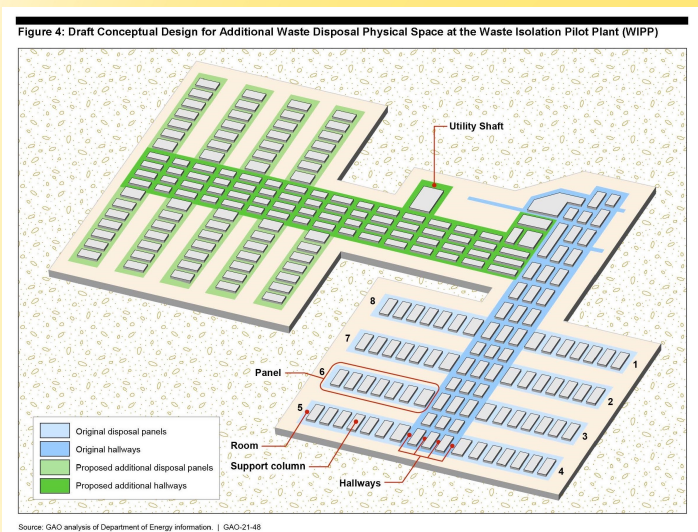 Figure 4: Draft Conceptual Design for Additional Waste Disposal Physical Space at the Waste Isolation Pilot Plant (WIPP)
Utility Shaft
8
7
1
Panel
6
2
5
3
Room
4
Support column
Hallways
Original disposal panels
Original hallways
Proposed additional disposal panels
Proposed additional hallways
Source: GAO analysis of Department of Energy information. | GAO-21-48